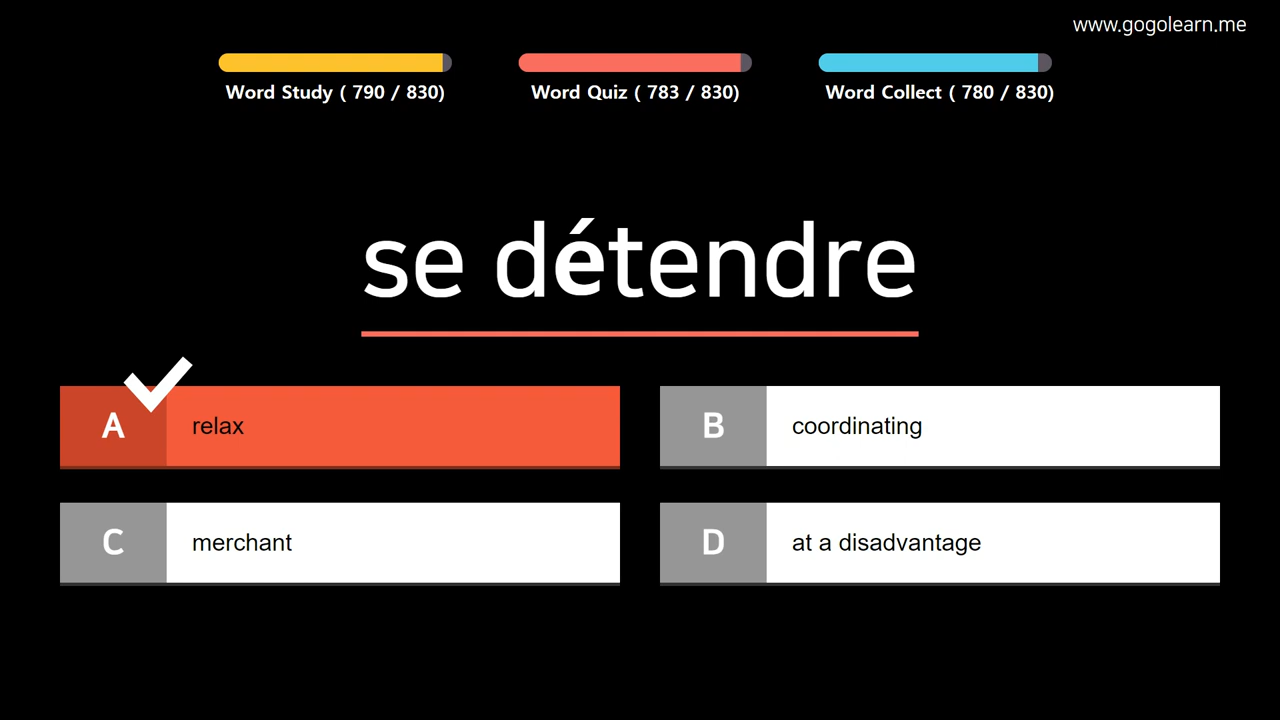 www.gogolearn.me
Word Study ( 790 / 830)
Word Quiz ( 783 / 830)
Word Collect ( 780 / 830)
se détendre
A relax
B coordinating
C merchant
D at a disadvantage